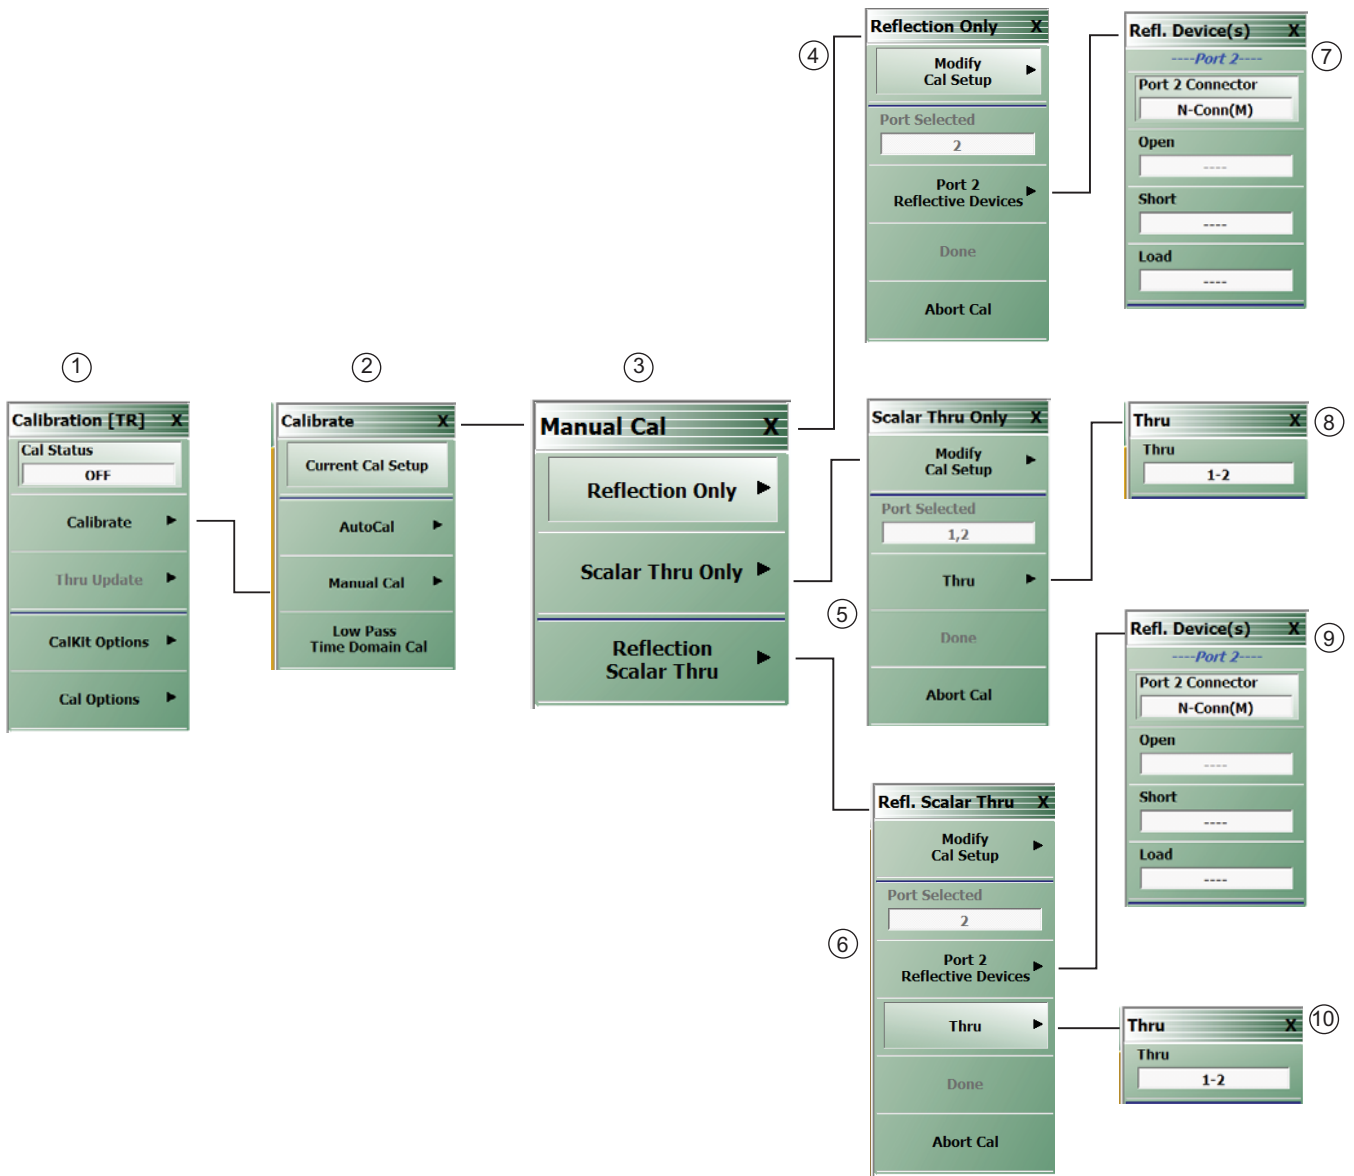 1
Calibration [TR] X
Cal Status
OFF
Calibrate
Thru Update
CalKit Options
Cal Options
2
Calibrate X
Current Cal Setup
AutoCal
Manual Cal
Low Pass
Time Domain Cal
3
Manual Cal X
Reflection Only
Scalar Thru Only
Reflection
Scalar Thru
4
Reflection Only X
Modify
Cal Setup
Port Selected
2
Port 2
Reflective Devices
Done
Abort Cal
5
Scalar Thru Only X
Modify
Cal Setup
Port Selected
1,2
Thru
Done
Abort Cal
6
Refl. Scalar Thru X
Modify
Cal Setup
Port Selected
2
Port 2
Reflective Devices
Thru
Done
Abort Cal
7
Refl. Device(s) X
----Port 2----
Port 2 Connector
N-Conn(M)
Open
----
Short
----
Load
----
8
Thru X
Thru
1-2
9
Refl. Device(s) X
----Port 2----
Port 2 Connector
N-Conn(M)
Open
----
Short
----
Load
----
10
Thru X
Thru
1-2